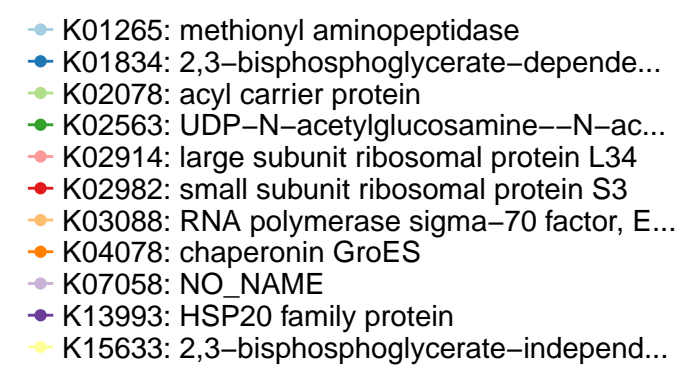 K01265: methionyl aminopeptidase
K01834: 2,3−bisphosphoglycerate−depende...
K02078: acyl carrier protein
K02563: UDP−N−acetylglucosamine−−N−ac...
K02914: large subunit ribosomal protein L34
K02982: small subunit ribosomal protein S3
K03088: RNA polymerase sigma−70 factor, E...
K04078: chaperonin GroES
K07058: NO_NAME
K13993: HSP20 family protein
K15633: 2,3−bisphosphoglycerate−independ...